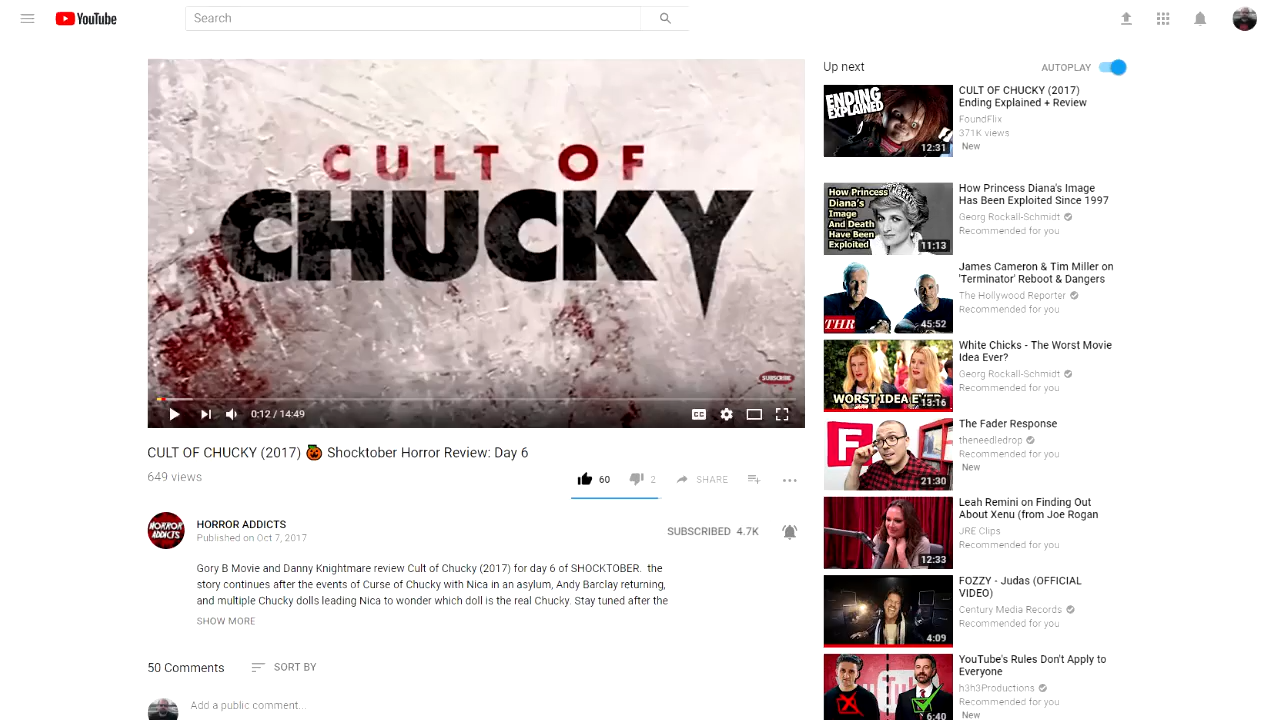 YouTube
Search
CULT OF
CHUCKY
SUBSCRIBE
0:12 / 14:49
CC
CULT OF CHUCKY (2017) 🎃 Shocktober Horror Review: Day 6
649 views
60
2
SHARE
HORROR ADDICTS
HORROR ADDICTS
Published on Oct 7, 2017
SUBSCRIBED 4.7K
Gory B Movie and Danny Knightmare review Cult of Chucky (2017) for day 6 of SHOCKTOBER. the
story continues after the events of Curse of Chucky with Nica in an asylum, Andy Barclay returning,
and multiple Chucky dolls leading Nica to wonder which doll is the real Chucky. Stay tuned after the
SHOW MORE
50 Comments
SORT BY
Add a public comment...
Up next
AUTOPLAY
ENDING
EXPLAINED
12:31
CULT OF CHUCKY (2017)
Ending Explained + Review
FoundFlix
371K views
New
How Princess
Diana's
Image
And Death
Have Been
Exploited
11:13
How Princess Diana's Image
Has Been Exploited Since 1997
Georg Rockall-Schmidt
Recommended for you
THR
45:52
James Cameron & Tim Miller on
'Terminator' Reboot & Dangers
The Hollywood Reporter
Recommended for you
WORST IDEA EVER
13:16
White Chicks - The Worst Movie
Idea Ever?
Georg Rockall-Schmidt
Recommended for you
F
21:30
The Fader Response
theneedledrop
Recommended for you
New
12:33
Leah Remini on Finding Out
About Xenu (from Joe Rogan
JRE Clips
Recommended for you
4:09
FOZZY - Judas (OFFICIAL
VIDEO)
Century Media Records
Recommended for you
6:40
YouTube's Rules Don't Apply to
Everyone
h3h3Productions
Recommended for you
New